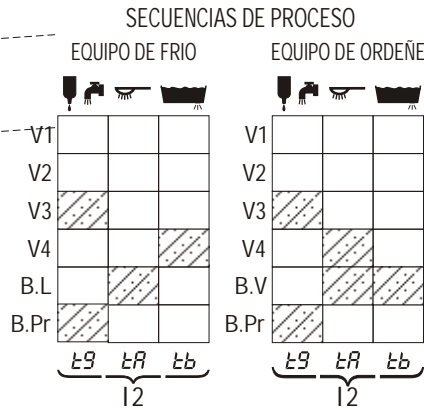 SECUENCIAS DE PROCESO
EQUIPO DE FRIO EQUIPO DE ORDEÑE
V1 V1
V2 V2
V3 V3
V4 V4
B.L B.V
B.Pr B.Pr
t9 tA tb t9 tA tb
I2 I2